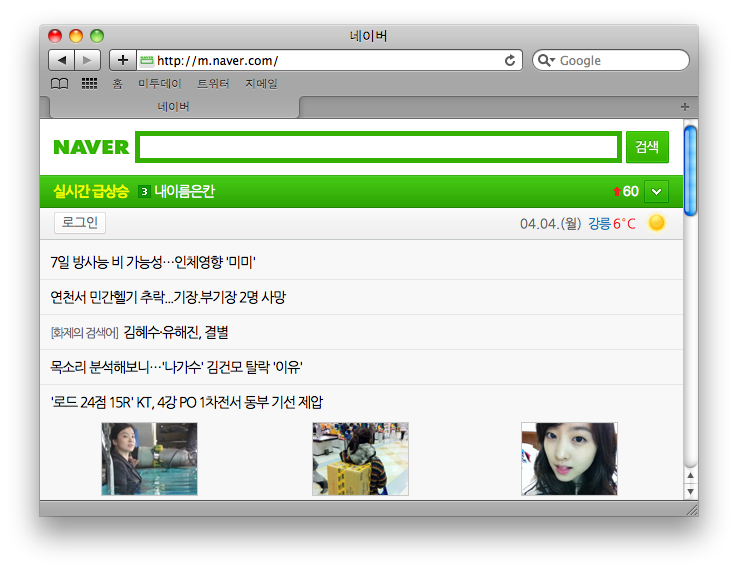 네이버
http://m.naver.com/
Google
홈 미투데이 트위터 지메일
네이버
NAVER 검색
실시간 급상승 3 내이름은칸 60
로그인 04.04.(월) 강릉 6˚C
7일 방사능 비 가능성…인체영향 '미미'
연천서 민간헬기 추락...기장.부기장 2명 사망
[화제의 검색어] 김혜수·유해진, 결별
목소리 분석해보니…'나가수' 김건모 탈락 '이유'
'로드 24점 15R' KT, 4강 PO 1차전서 동부 기선 제압